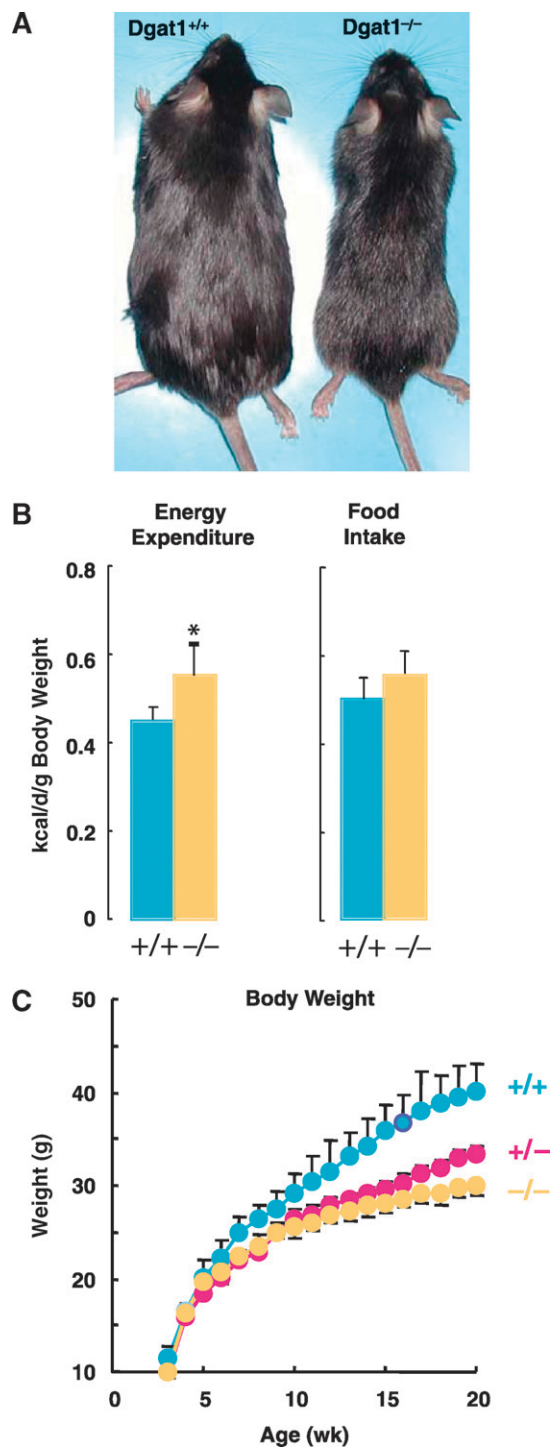 A
Dgat1+/+ Dgat1–/–
B
Energy
Expenditure
Food
Intake
kcal/d/g Body Weight
0.8
0.6
0.4
0.2
0
*
+/+ –/–
+/+ –/–
C
Body Weight
Weight (g)
50
40
30
20
10
+/+
+/–
–/–
0 5 10 15 20
Age (wk)